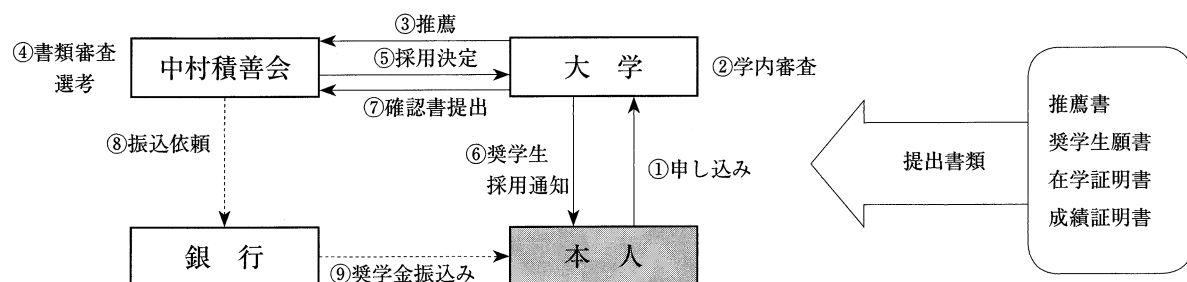 ③推薦
④書類審査
選考
中村積善会
⑤採用決定
大 学
②学内審査
⑦確認書提出
⑧振込依頼
⑥奨学生
採用通知
①申し込み
銀 行
⑨奨学金振込み
本 人
提出書類
推薦書
奨学生願書
在学証明書
成績証明書